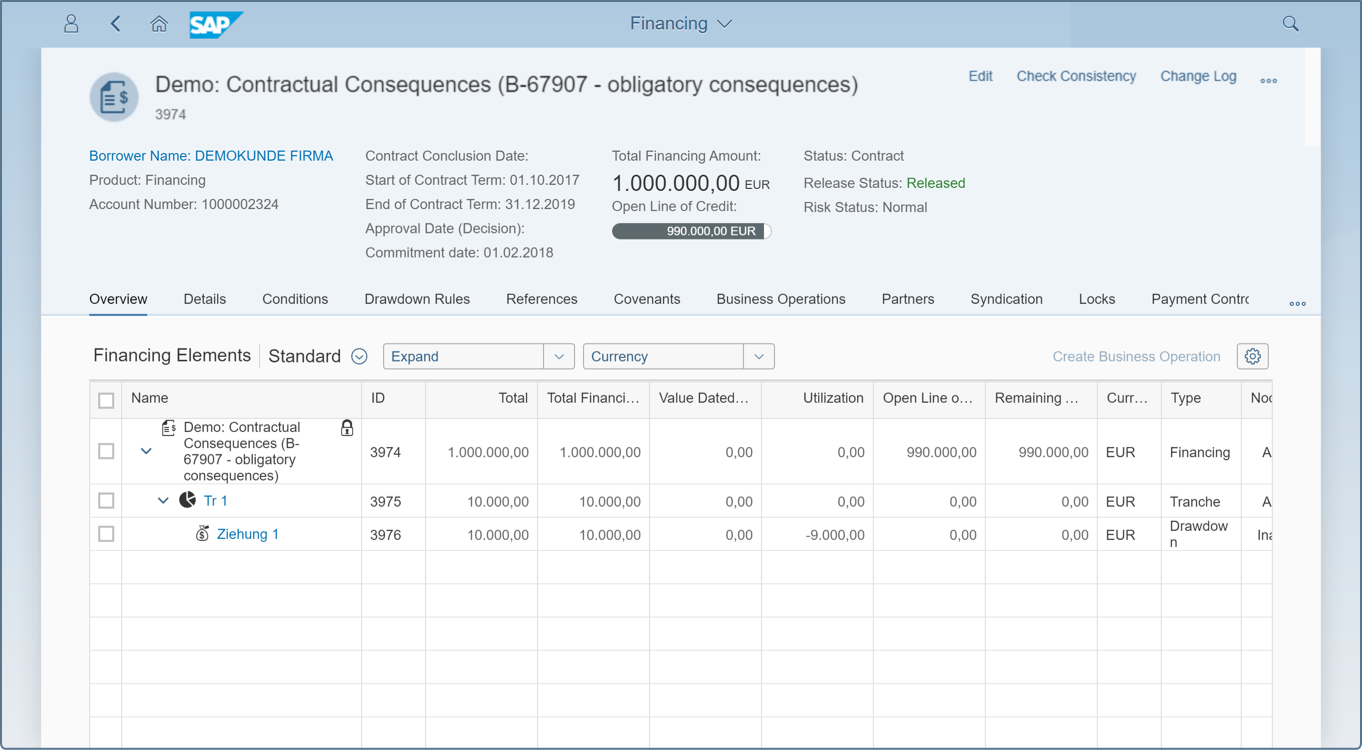 SAP
Financing
Demo: Contractual Consequences (B-67907 - obligatory consequences)
3974
Edit
Check Consistency
Change Log
Borrower Name: DEMOKUNDE FIRMA
Product: Financing
Account Number: 1000002324
Contract Conclusion Date:
Start of Contract Term: 01.10.2017
End of Contract Term: 31.12.2019
Approval Date (Decision):
Commitment date: 01.02.2018
Total Financing Amount:
1.000.000,00 EUR
Open Line of Credit:
990.000,00 EUR
Status: Contract
Release Status: Released
Risk Status: Normal
Overview Details Conditions Drawdown Rules References Covenants Business Operations Partners Syndication Locks Payment Contro
Financing Elements Standard Expand Currency Create Business Operation
Name ID Total Total Financi... Value Dated... Utilization Open Line o... Remaining ... Curr... Type Noc
Demo: Contractual
Consequences (B-
67907 - obligatory
consequences)
3974 1.000.000,00 1.000.000,00 0,00 0,00 990.000,00 990.000,00 EUR Financing A
Tr 1 3975 10.000,00 10.000,00 0,00 0,00 0,00 0,00 EUR Tranche A
Ziehung 1 3976 10.000,00 10.000,00 0,00 -9.000,00 0,00 0,00 EUR
Drawdow
n
Ina